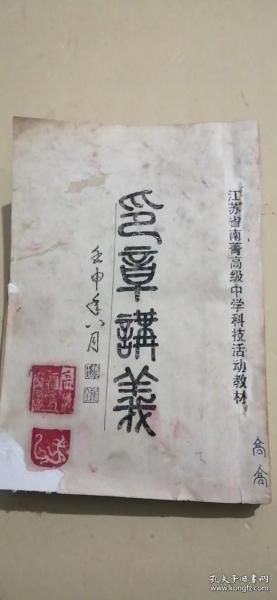 江苏省南菁高级中学科技活动教材
印章講義
壬申年八月
孔夫子旧书网